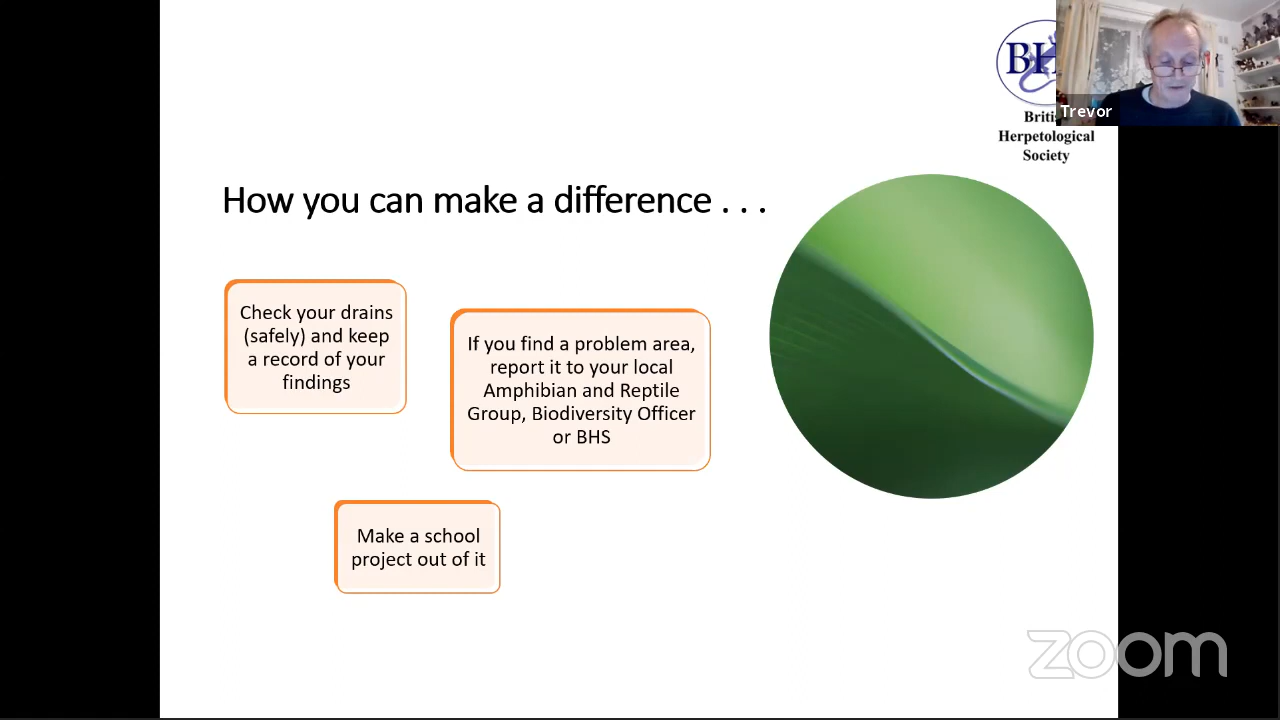 BH
Trevor
British
Herpetological
Society
How you can make a difference . . .
Check your drains
(safely) and keep
a record of your
findings
If you find a problem area,
report it to your local
Amphibian and Reptile
Group, Biodiversity Officer
or BHS
Make a school
project out of it
zoom